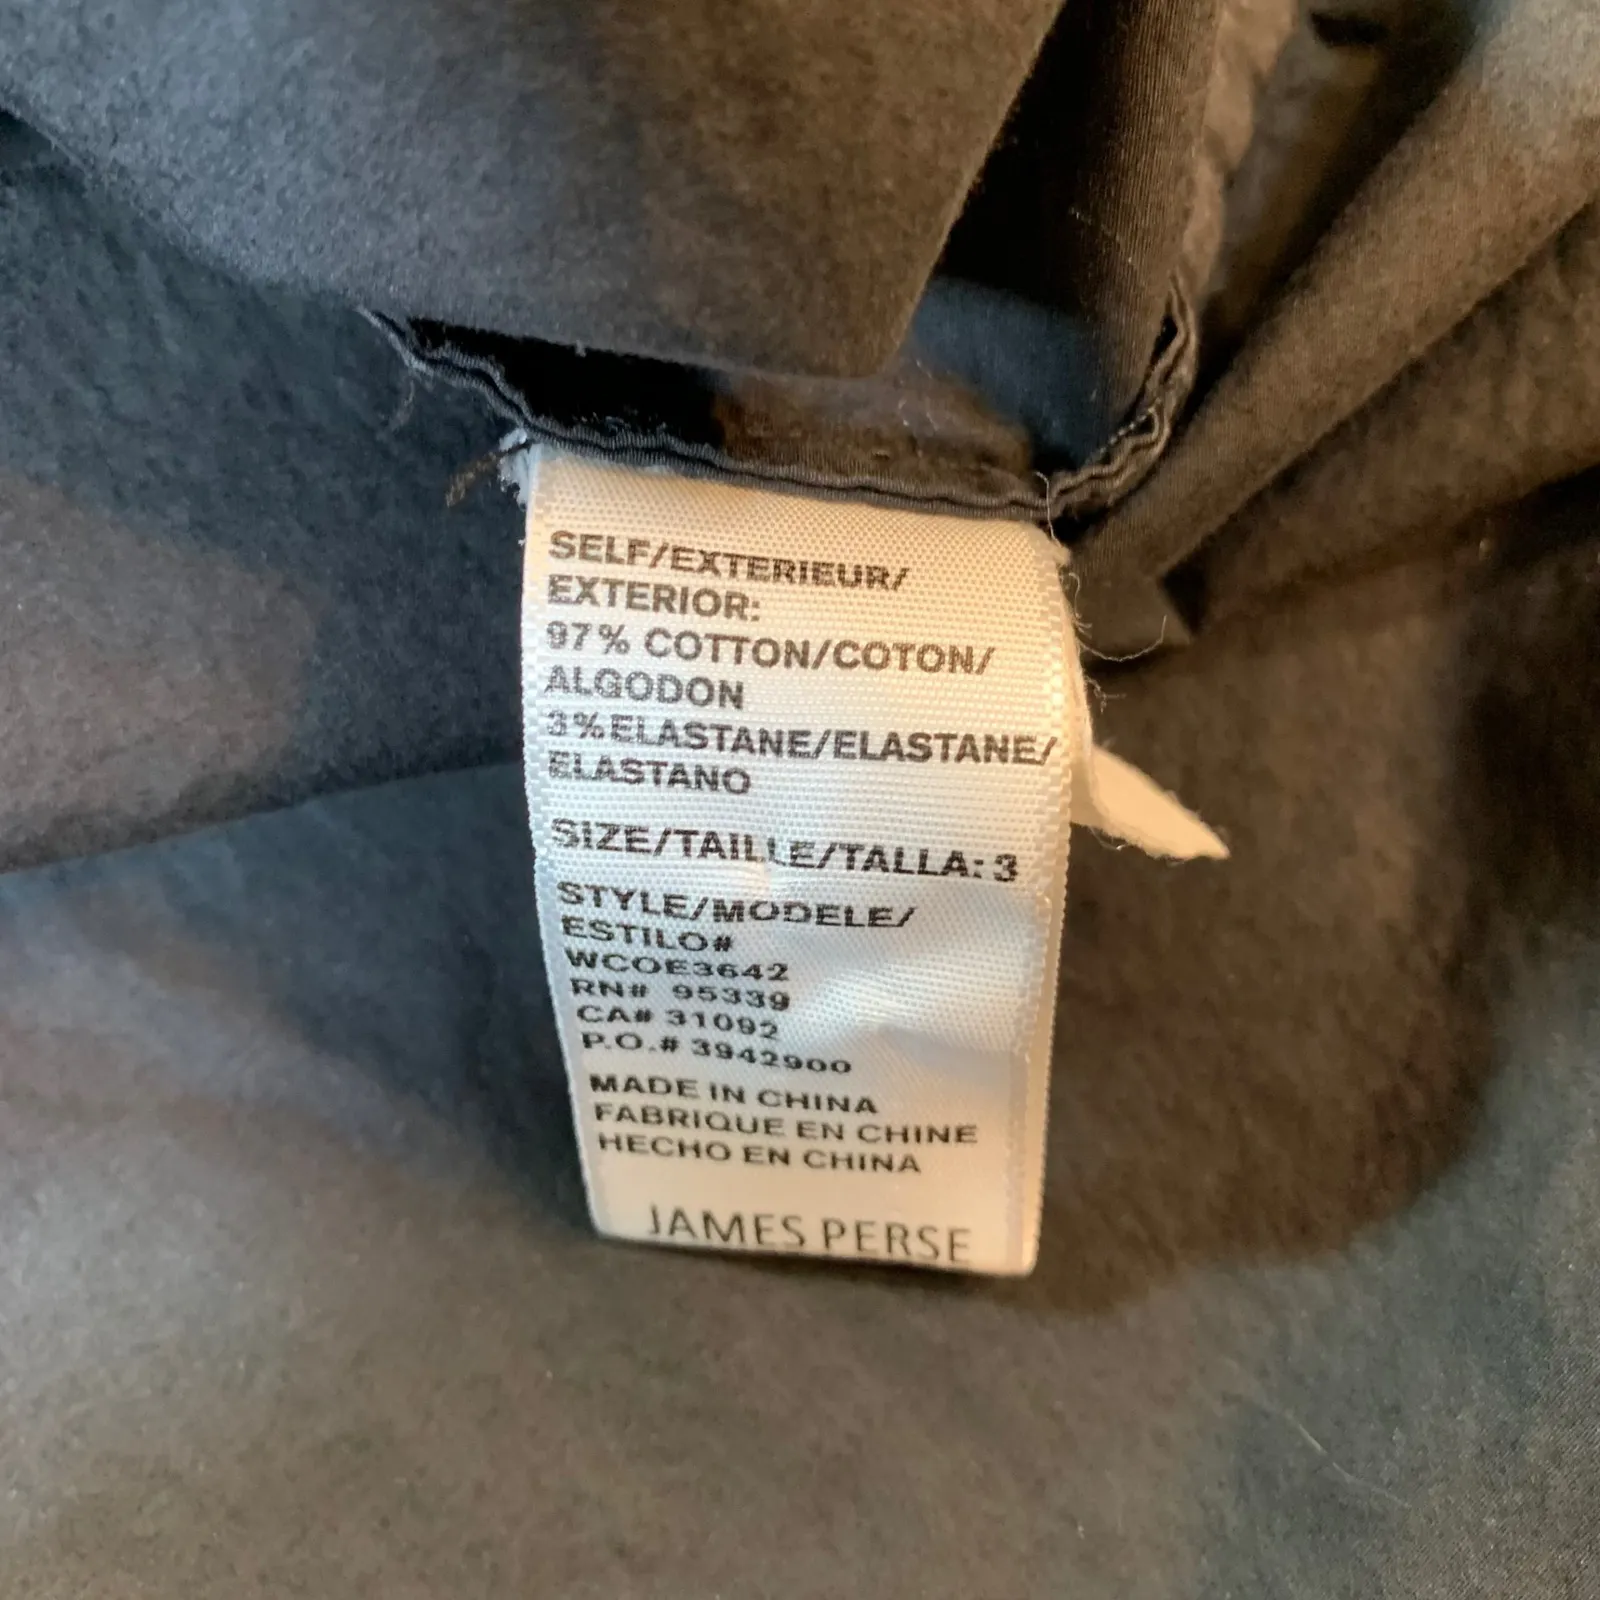 SELF/EXTERIEUR/
EXTERIOR:
97% COTTON/COTON/
ALGODON
3% ELASTANE/ELASTANE/
ELASTANO
SIZE/TAILLE/TALLA: 3
STYLE/MODELE/
ESTILO#
WCOE3642
RN# 95339
CA# 31092
P.O.# 3942900
MADE IN CHINA
FABRIQUE EN CHINE
HECHO EN CHINA
JAMES PERSE